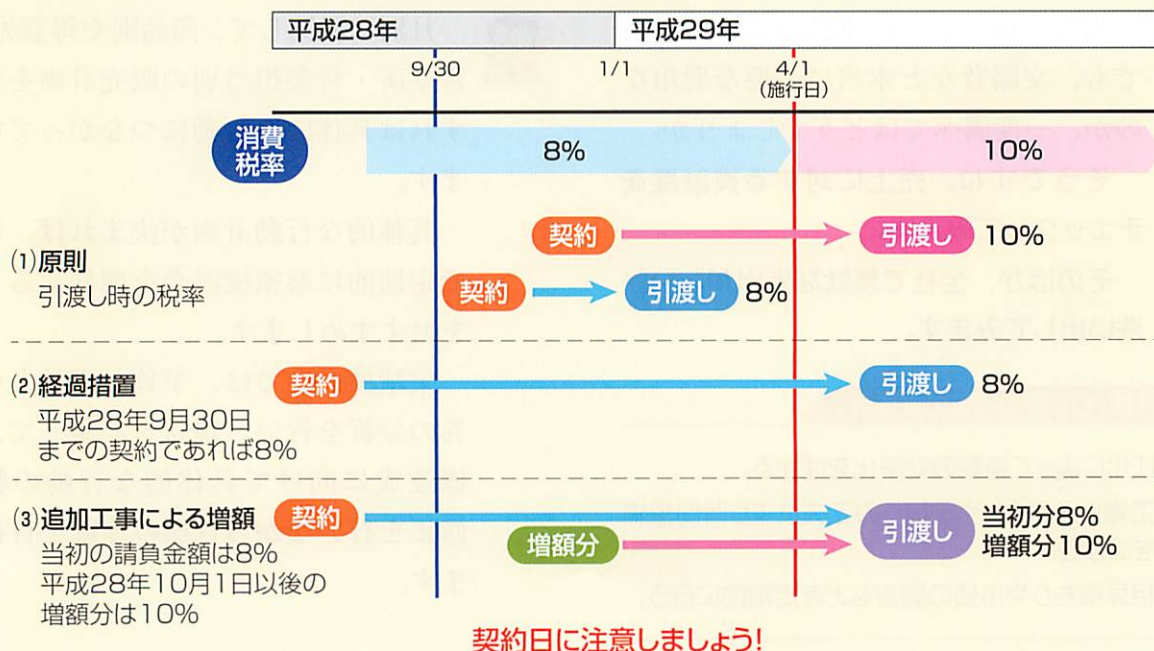 平成28年
平成29年
9/30
1/1
4/1
(施行日)
消費
税率
8%
10%
契約
引渡し
10%
(1)原則
引渡し時の税率
契約
引渡し
8%
(2)経過措置
平成28年9月30日
までの契約であれば8%
契約
引渡し
8%
(3)追加工事による増額
当初の請負金額は8%
平成28年10月1日以後の
増額分は10%
契約
増額分
引渡し
当初分8%
増額分10%
契約日に注意しましょう!